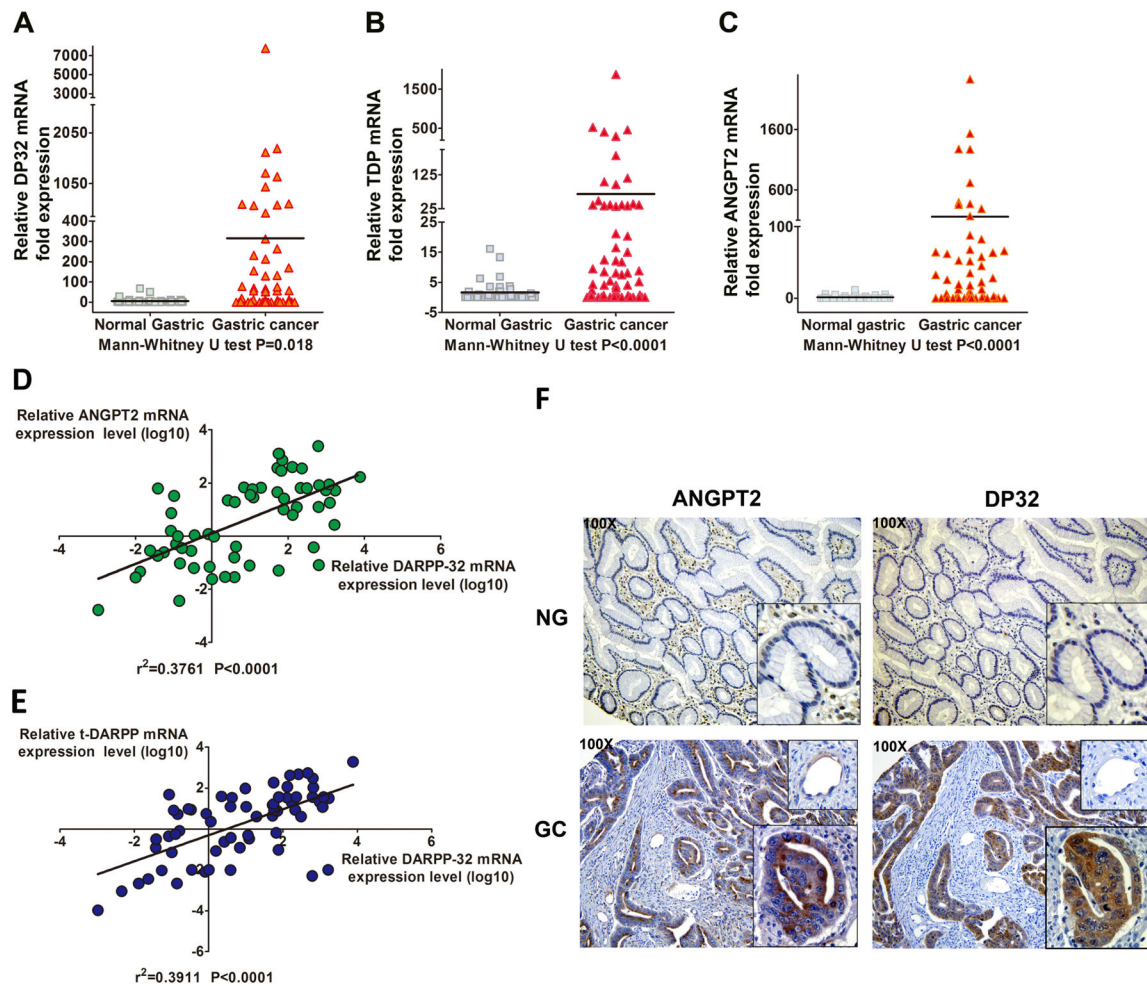 A
Relative DP32 mRNA
fold expression
7000
5000
3000
2050
1050
400
300
200
100
0
Normal Gastric
Gastric cancer
Mann-Whitney U test P=0.018
B
Relative TDP mRNA
fold expression
1500
500
125
25
25
15
5
-5
Normal Gastric
Gastric cancer
Mann-Whitney U test P<0.0001
C
Relative ANGPT2 mRNA
fold expression
1600
600
100
0
Normal gastric
Gastric cancer
Mann-Whitney U test P<0.0001
D
Relative ANGPT2 mRNA
expression level (log10)
4
2
-4
-2
2
4
6
-2
-4
Relative DARPP-32 mRNA
expression level (log10)
r²=0.3761 P<0.0001
E
Relative t-DARPP mRNA
expression level (log10)
4
2
-4
-2
0
2
4
6
-2
-4
-6
Relative DARPP-32 mRNA
expression level (log10)
r²=0.3911 P<0.0001
F
ANGPT2
DP32
NG
100X
100X
GC
100X
100X